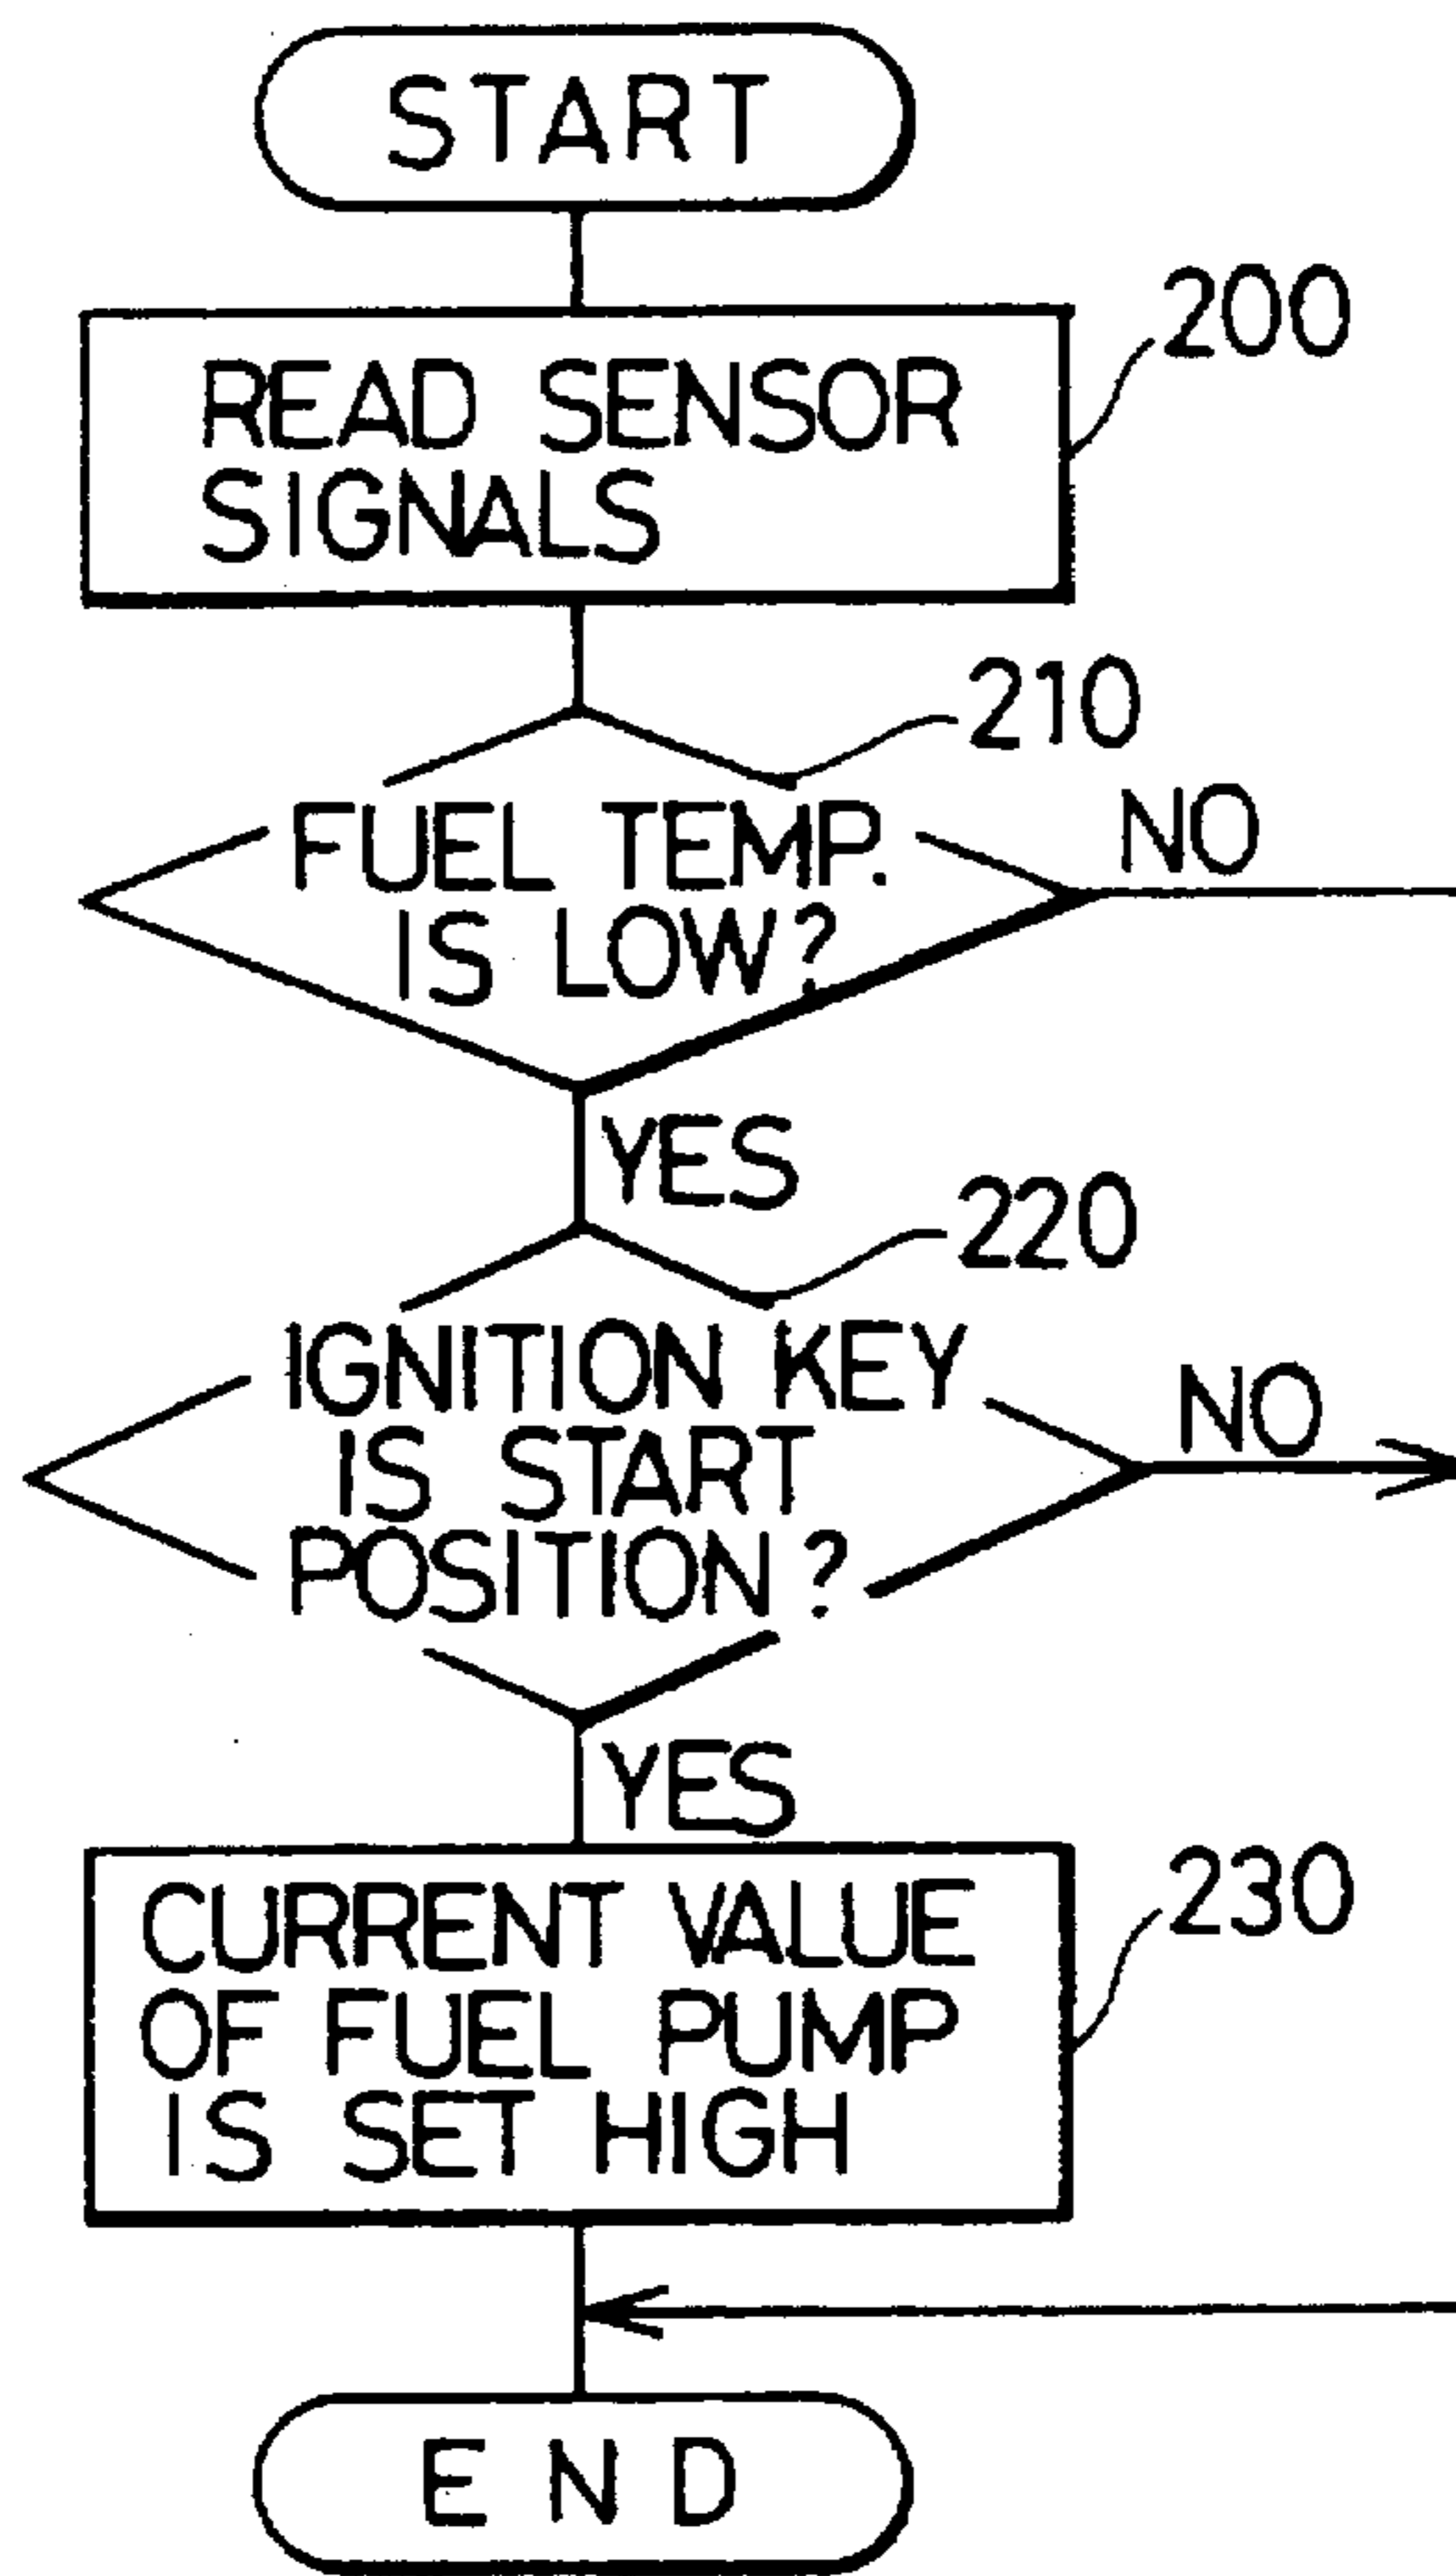 START
200
READ SENSOR
SIGNALS
210
FUEL TEMP.
IS LOW?
NO
YES
220
IGNITION KEY
IS START
POSITION?
NO
YES
230
CURRENT VALUE
OF FUEL PUMP
IS SET HIGH
END